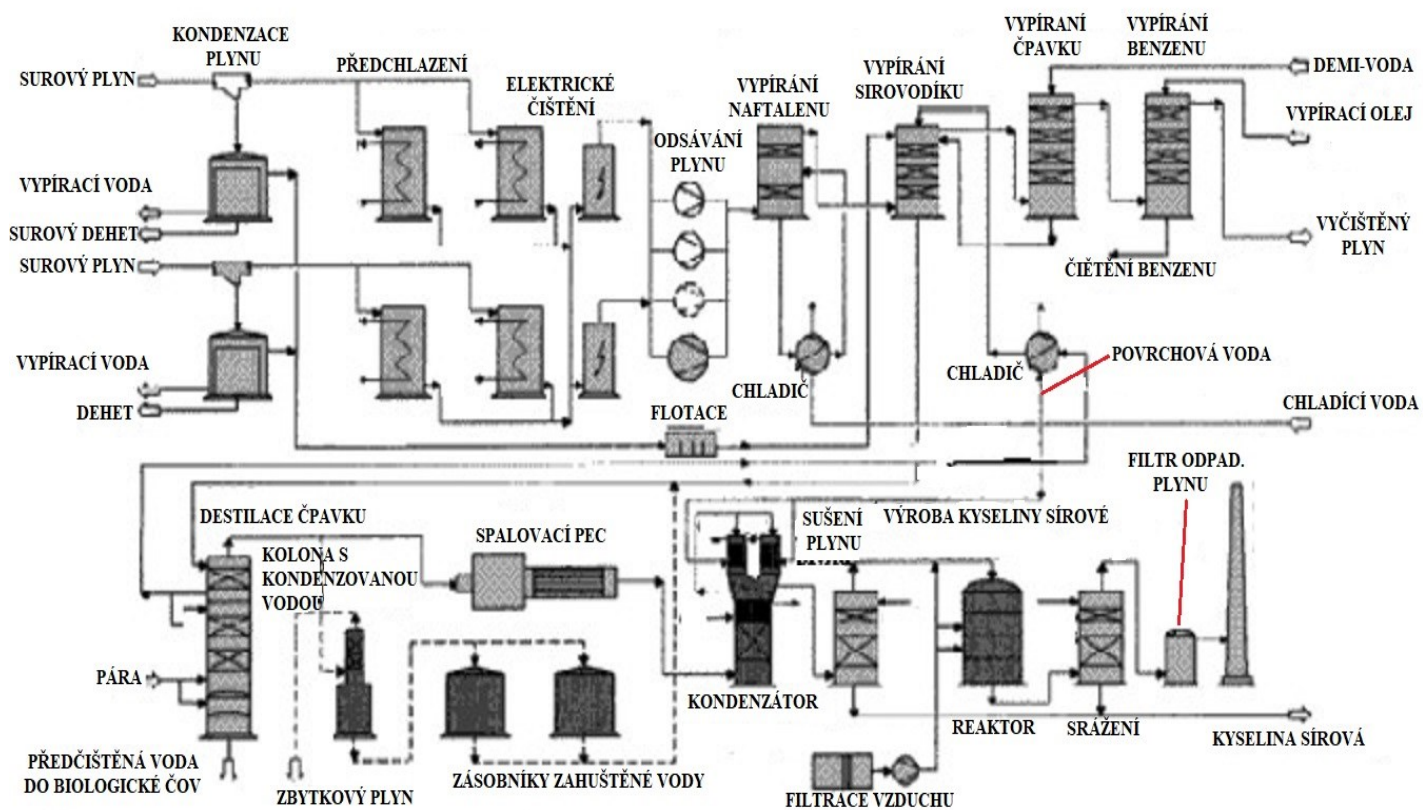 KONDENZACE
PLYNU
SUROVÝ PLYN
PŘEDCHLAZENÍ
ELEKTRICKÉ
ČIŠTĚNÍ
ODSÁVÁNÍ
PLYNU
VYPÍRÁNÍ
NAFTALENU
VYPÍRÁNÍ
SIROVODÍKU
VYPÍRANÍ
ČPAVKU
VYPÍRÁNÍ
BENZENU
DEMI-VODA
VYPÍRACÍ OLEJ
VYČIŠTĚNÝ
PLYN
ČIĚTĚNÍ BENZENU
VYPÍRACÍ VODA
SUROVÝ DEHET
SUROVÝ PLYN
VYPÍRACÍ VODA
DEHET
CHLADIČ
FLOTACE
CHLADIČ
POVRCHOVÁ VODA
CHLADÍCÍ VODA
FILTR ODPAD.
PLYNU
DESTILACE ČPAVKU
KOLONA S
KONDENZOVANOU
VODOU
SPALOVACÍ PEC
SUŠENÍ
PLYNU
VÝROBA KYSELINY SÍROVÉ
PÁRA
KONDENZÁTOR
REAKTOR
SRÁŽENÍ
KYSELINA SÍROVÁ
PŘEDČIŠTĚNÁ VODA
DO BIOLOGICKÉ ČOV
ZBYTKOVÝ PLYN
ZÁSOBNÍKY ZAHUŠTĚNÉ VODY
FILTRACE VZDUCHU